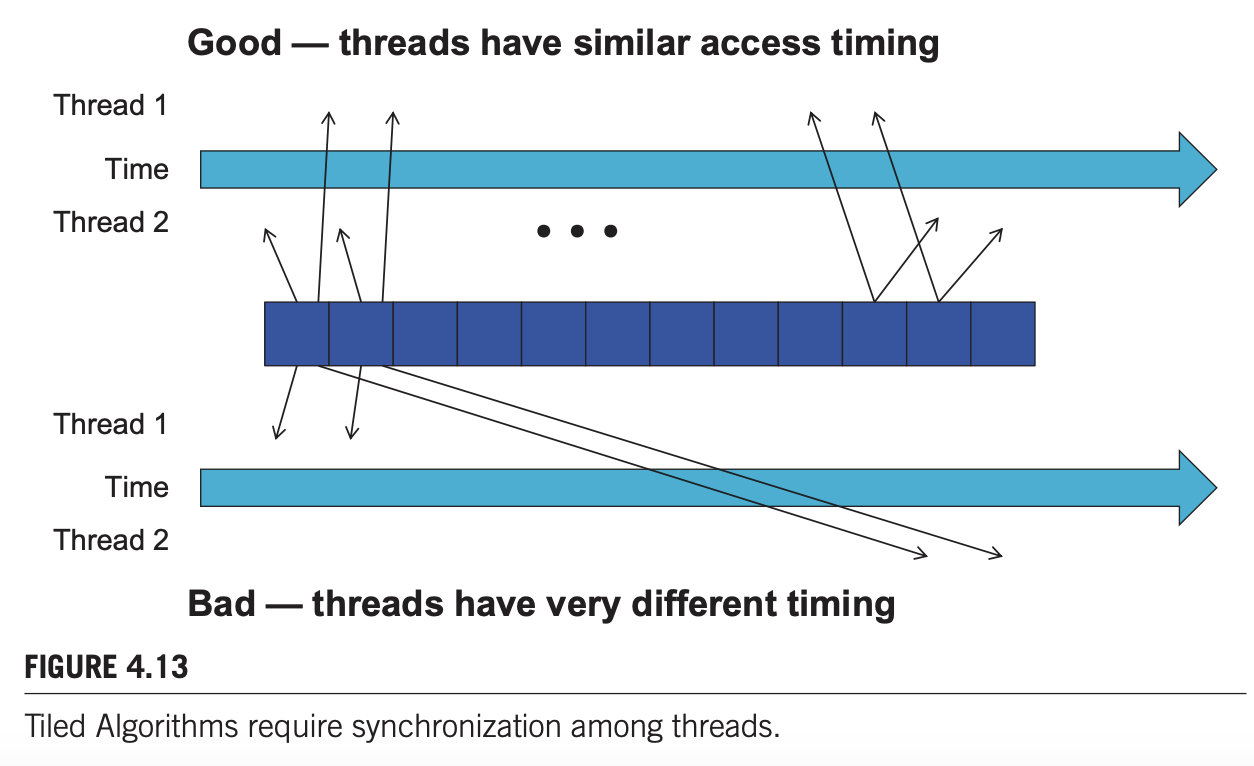 Good — threads have similar access timing
Thread 1
Time
Thread 2
Thread 1
Time
Thread 2
Bad — threads have very different timing
FIGURE 4.13
Tiled Algorithms require synchronization among threads.